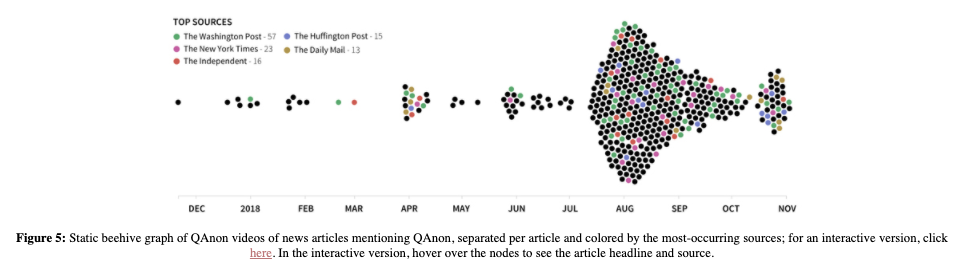 TOP SOURCES
The Washington Post - 57
The Huffington Post - 15
The New York Times - 23
The Daily Mail - 13
The Independent - 16
DEC 2018 FEB MAR APR MAY JUN JUL AUG SEP OCT NOV
Figure 5: Static beehive graph of QAnon videos of news articles mentioning QAnon, separated per article and colored by the most-occurring sources; for an interactive version, click
here. In the interactive version, hover over the nodes to see the article headline and source.